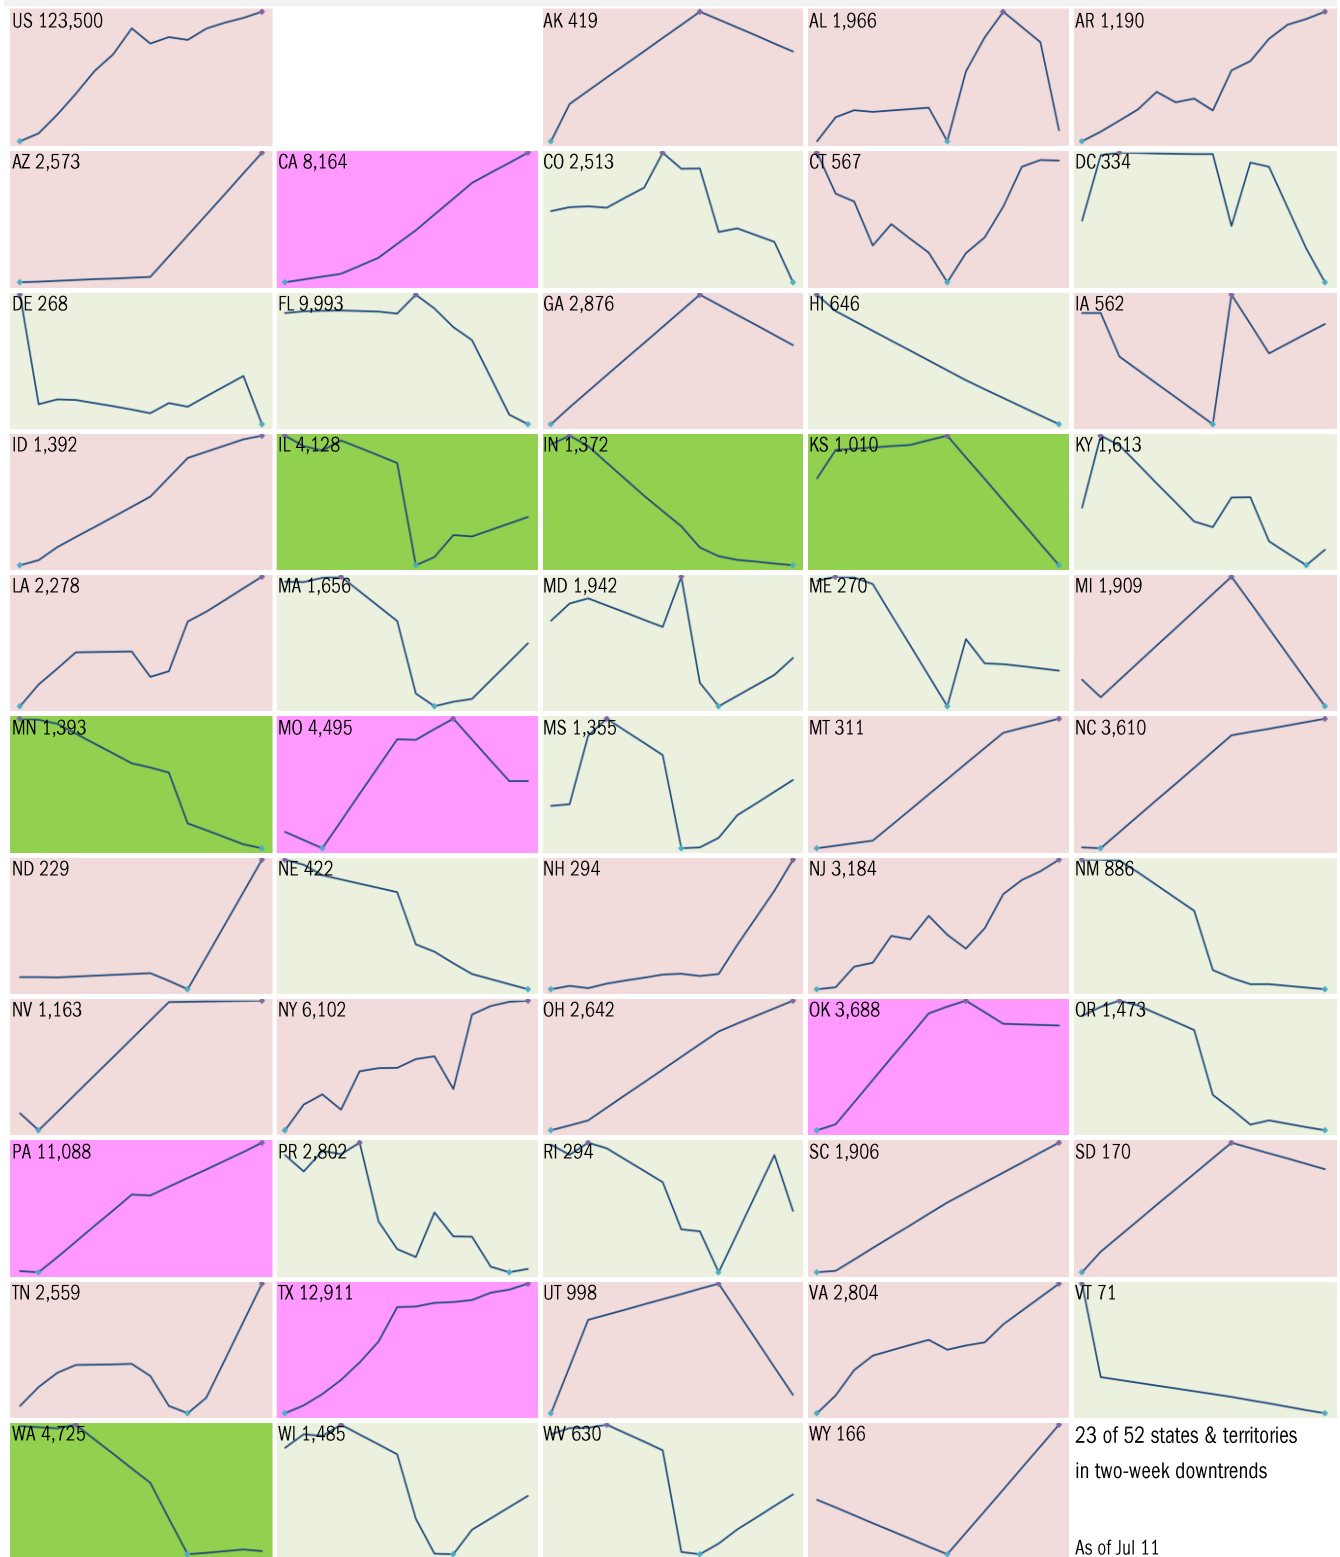 US 123,500
AK 419
AL 1,966
AR 1,190
AZ 2,573
CA 8,164
CO 2,513
CT 567
DC 334
DE 268
FL 9,993
GA 2,876
HI 646
IA 562
ID 1,392
IL 4,128
IN 1,372
KS 1,010
KY 1,613
LA 2,278
MA 1,656
MD 1,942
ME 270
MI 1,909
MN 1,393
MO 4,495
MS 1,355
MT 311
NC 3,610
ND 229
NE 422
NH 294
NJ 3,184
NM 886
NV 1,163
NY 6,102
OH 2,642
OK 3,688
OR 1,473
PA 11,088
PR 2,802
RI 294
SC 1,906
SD 170
TN 2,559
TX 12,911
UT 998
VA 2,804
VT 71
WA 4,725
WI 1,485
WV 630
WY 166
23 of 52 states & territories
in two-week downtrends
As of Jul 11